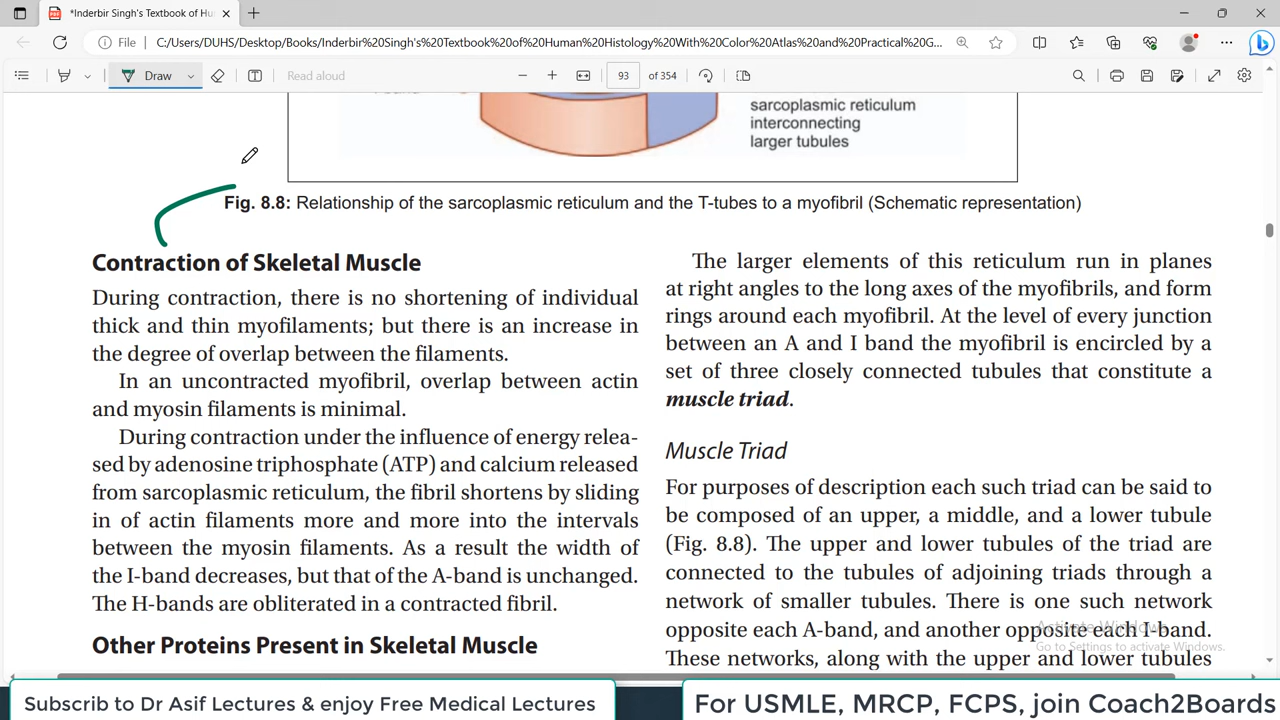 *Inderbir Singh's Textbook of Hu
File
C:/Users/DUHS/Desktop/Books/Inderbir%20Singh's%20Textbook%20of%20Human%20Histology%20With%20Color%20Atlas%20and%20Practical%20G...
Draw
Read aloud
93 of 354
sarcoplasmic reticulum
interconnecting
larger tubules
Fig. 8.8: Relationship of the sarcoplasmic reticulum and the T-tubes to a myofibril (Schematic representation)
Contraction of Skeletal Muscle
During contraction, there is no shortening of individual
thick and thin myofilaments; but there is an increase in
the degree of overlap between the filaments.
In an uncontracted myofibril, overlap between actin
and myosin filaments is minimal.
During contraction under the influence of energy relea-
sed by adenosine triphosphate (ATP) and calcium released
from sarcoplasmic reticulum, the fibril shortens by sliding
in of actin filaments more and more into the intervals
between the myosin filaments. As a result the width of
the I-band decreases, but that of the A-band is unchanged.
The H-bands are obliterated in a contracted fibril.
Other Proteins Present in Skeletal Muscle
The larger elements of this reticulum run in planes
at right angles to the long axes of the myofibrils, and form
rings around each myofibril. At the level of every junction
between an A and I band the myofibril is encircled by a
set of three closely connected tubules that constitute a
muscle triad.
Muscle Triad
For purposes of description each such triad can be said to
be composed of an upper, a middle, and a lower tubule
(Fig. 8.8). The upper and lower tubules of the triad are
connected to the tubules of adjoining triads through a
network of smaller tubules. There is one such network
opposite each A-band, and another opposite each I-band.
These networks, along with the upper and lower tubules
Activate Windows
Go to Settings to activate Windows.
Subscrib to Dr Asif Lectures & enjoy Free Medical Lectures
For USMLE, MRCP, FCPS, join Coach2Boards